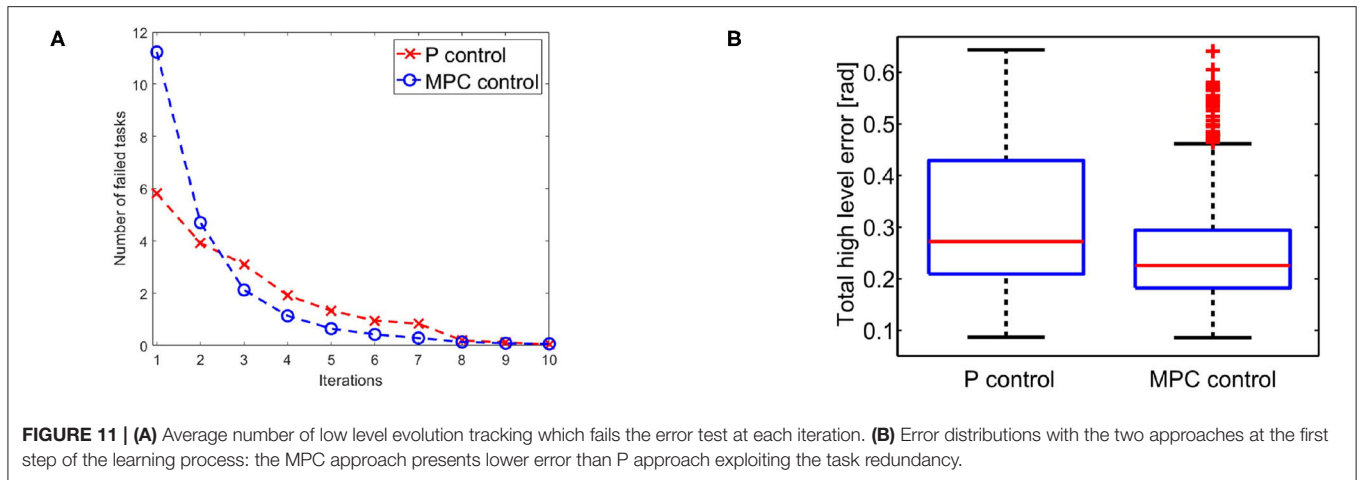 A
12
10
8
6
4
2
0
Number of failed tasks
P control
MPC control
1 2 3 4 5 6 7 8 9 10
Iterations
B
0.6
0.5
0.4
0.3
0.2
0.1
Total high level error [rad]
P control MPC control
FIGURE 11 | (A) Average number of low level evolution tracking which fails the error test at each iteration. (B) Error distributions with the two approaches at the first
step of the learning process: the MPC approach presents lower error than P approach exploiting the task redundancy.